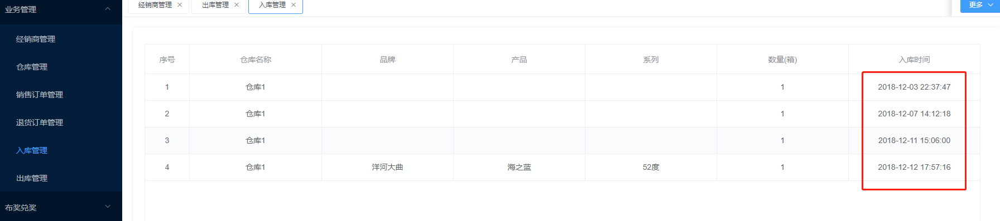 业务管理
经销商管理
仓库管理
销售订单管理
退货订单管理
入库管理
出库管理
布奖兑奖
经销商管理 × 出库管理 × 入库管理 × 更多
序号 仓库名称 品牌 产品 系列 数量(箱) 入库时间
1 仓库1 1 2018-12-03 22:37:47
2 仓库1 1 2018-12-07 14:12:18
3 仓库1 1 2018-12-11 15:06:00
4 仓库1 洋河大曲 海之蓝 52度 1 2018-12-12 17:57:16